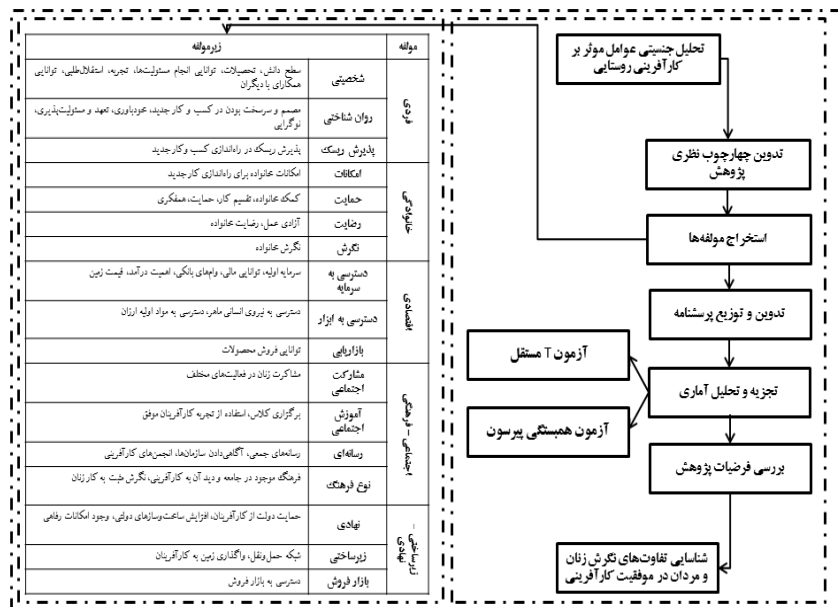 تحلیل جنسیتی عوامل موثر بر
کارآفرینی روستایی
تدوین چهارچوب نظری
پژوهش
استخراج مولفه‌ها
تدوین و توزیع پرسشنامه
تجزیه و تحلیل آماری
آزمون T مستقل
آزمون همبستگی پیرسون
بررسی فرضیات پژوهش
شناسایی تفاوت‌های نگرش زنان
و مردان در موفقیت کارآفرینی
مولفه
زیرمولفه
فردی
شخصیتی
سطح دانش، تحصیلات، توانایی انجام مسئولیت‌ها، تجربه، استقلال‌طلبی، توانایی
همکارای با دیگران
روان شناختی
مصمم و سرسخت بودن در کسب و کار جدید، خودباوری، تعهد و مسئولیت‌پذیری،
نوگرایی
پذیرش ریسک
پذیرش ریسک در راه‌اندازی کسب وکار جدید
خانوادگی
امکانات
امکانات خانواده برای راه‌اندازی کار جدید
حمایت
کمک خانواده، تقسیم کار، حمایت، همفکری
رضایت
آزادی عمل، رضایت خانواده
نگرش
نگرش خانواده
اقتصادی
دسترسی به
سرمایه
سرمایه اولیه، توانایی مالی، وام‌های بانکی، اهمیت درآمد، قیمت زمین
دسترسی به ابزار
دسترسی به نیروی انسانی ماهر، دسترسی به مواد اولیه ارزان
بازاریابی
توانایی فروش محصولات
اجتماعی - فرهنگی
مشارکت
اجتماعی
مشاکرت زنان در فعالیت‌های مختلف
آموزش
اجتماعی
برگزاری کلاس، استفاده از تجربه کارآفرینان موفق
رسانه‌ای
رسانه‌های جمعی، آگاهی‌دادن سازمان‌ها، انجمن‌های کارآفرینی
نوع فرهنگ
فرهنگ موجود در جامعه و دید آن به کارآفرینی، نگرش مثبت به کار زنان
زیرساختی -
نهادی
نهادی
حمایت دولت از کارآفرینان، افزایش ساخت‌وسازهای دولتی، وجود امکانات رفاهی
زیرساختی
شبکه حمل‌ونقل، واگذاری زمین به کارآفرینان
بازار فروش
دسترسی به بازار فروش